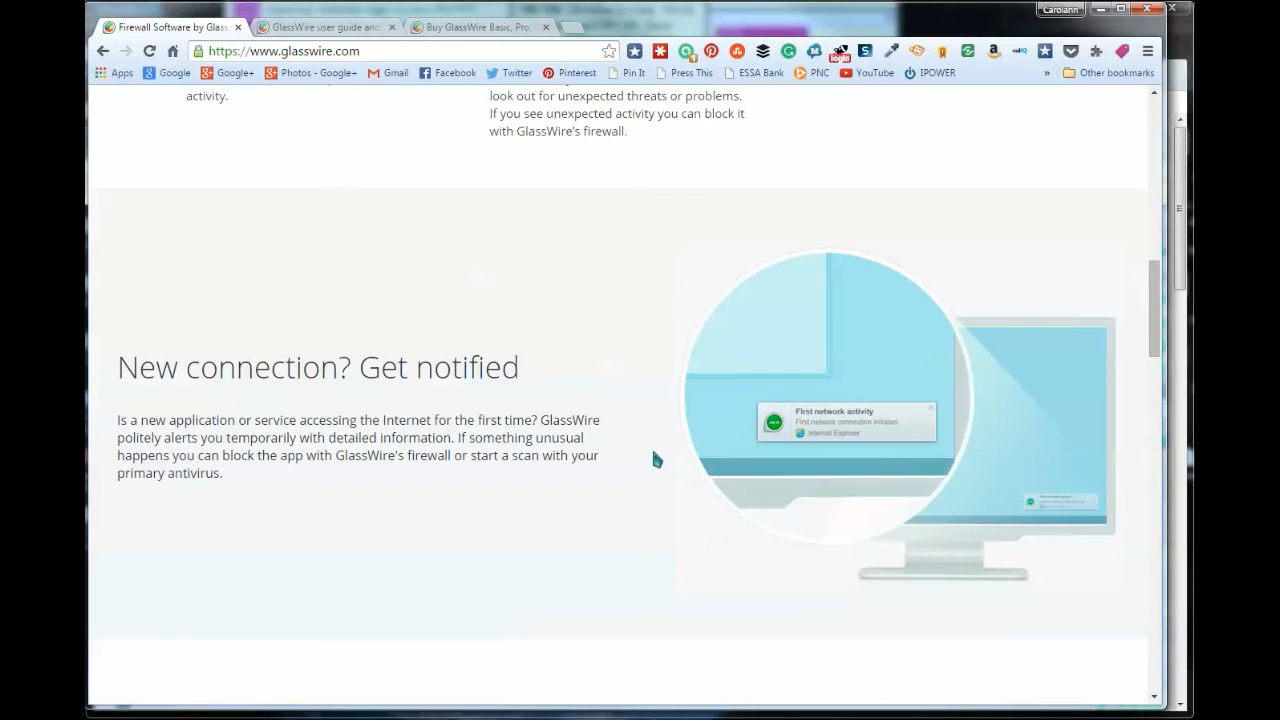 Carolann
Firewall Software by Glass
GlassWire user guide and
Buy GlassWire Basic, Pro,
https://www.glasswire.com
login
Apps
Google
Google+
Photos - Google+
Gmail
Facebook
Twitter
Pinterest
Pin It
Press This
ESSA Bank
PNC
YouTube
IPOWER
»
Other bookmarks
activity.
look out for unexpected threats or problems.
If you see unexpected activity you can block it
with GlassWire's firewall.
New connection? Get notified
Is a new application or service accessing the Internet for the first time? GlassWire
politely alerts you temporarily with detailed information. If something unusual
happens you can block the app with GlassWire's firewall or start a scan with your
primary antivirus.
First network activity
First network connection initiated
Internet Explorer